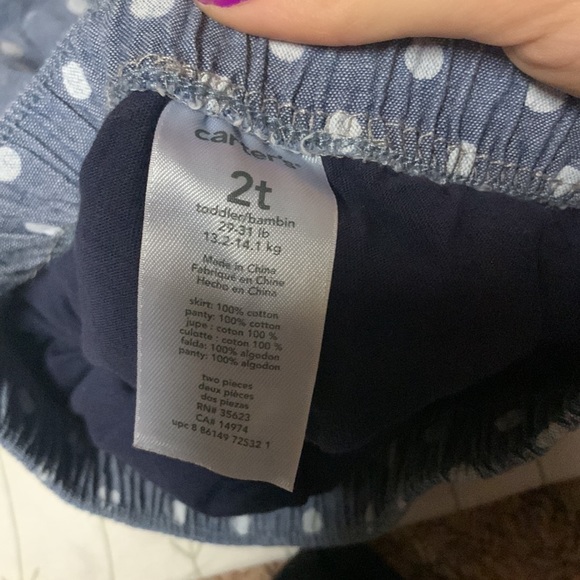 carter's
2t
toddler/bambin
29-31 lb
13.2-14.1 kg
Made in China
Fabriqué en Chine
Hecho en China
skirt: 100% cotton
panty: 100% cotton
jupe : coton 100 %
culotte : coton 100 %
falda: 100% algodon
panty: 100% algodon
two pieces
deux pièces
dos piezas
RN# 35623
CA# 14974
upc 8 86149 72532 1